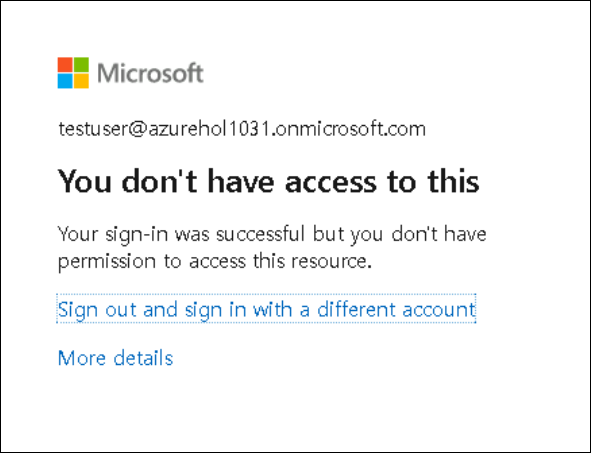 Microsoft
testuser@azurehol1031.onmicrosoft.com
You don't have access to this
Your sign-in was successful but you don't have
permission to access this resource.
Sign out and sign in with a different account
More details